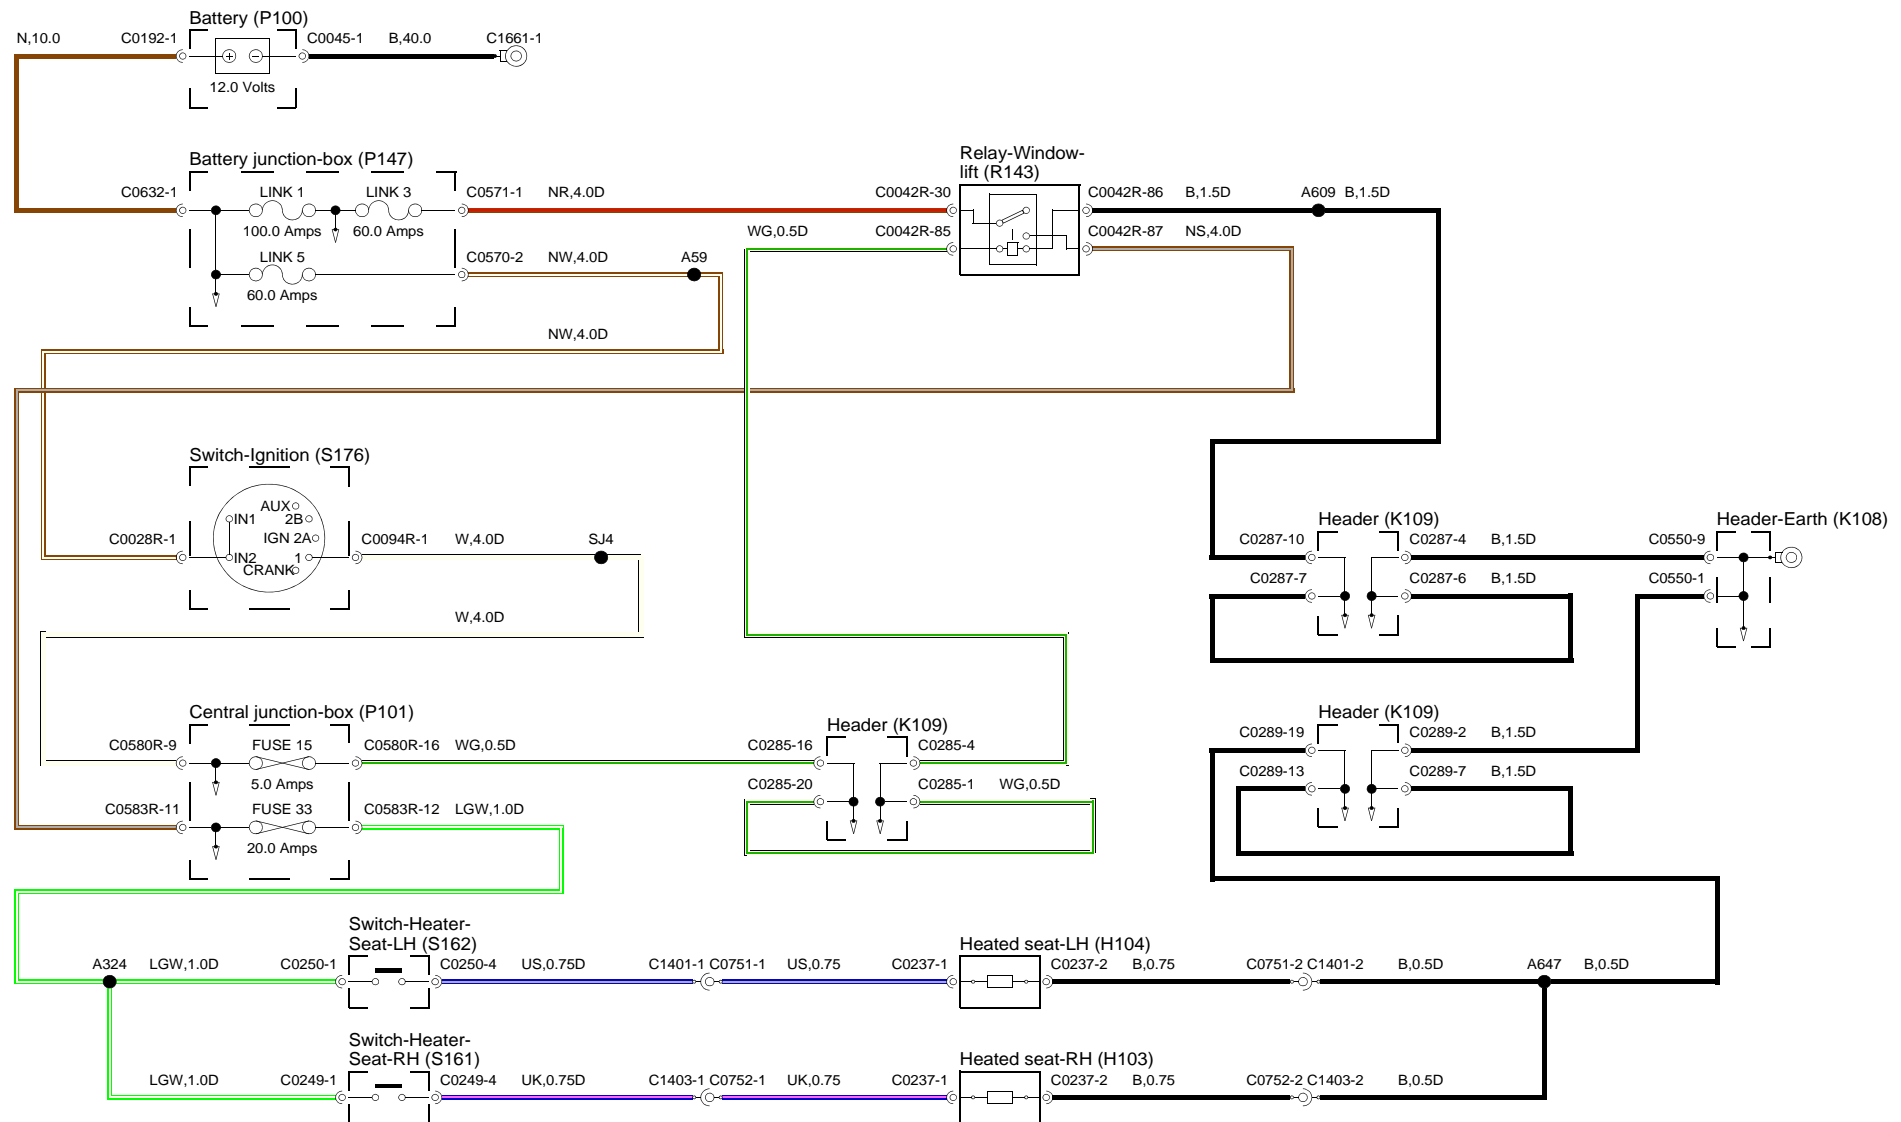 Battery (P100)
N,10.0 C0192-1 C0045-1 B,40.0 C1661-1
12.0 Volts
Battery junction-box (P147)
Relay-Window-
lift (R143)
C0632-1 LINK 1 LINK 3 C0571-1 NR,4.0D C0042R-30 C0042R-86 B,1.5D A609 B,1.5D
100.0 Amps 60.0 Amps WG,0.5D C0042R-85 C0042R-87 NS,4.0D
LINK 5 C0570-2 NW,4.0D A59
60.0 Amps
NW,4.0D
Switch-Ignition (S176)
AUX
IN1 2B
IGN 2A
C0028R-1 IN2 1 C0094R-1 W,4.0D SJ4
CRANK
W,4.0D
Header (K109) Header-Earth (K108)
C0287-10 C0287-4 B,1.5D C0550-9
C0287-7 C0287-6 B,1.5D C0550-1
Central junction-box (P101) Header (K109) Header (K109)
C0580R-9 FUSE 15 C0580R-16 WG,0.5D C0285-16 C0285-4 C0289-19 C0289-2 B,1.5D
5.0 Amps C0285-20 C0285-1 WG,0.5D C0289-13 C0289-7 B,1.5D
C0583R-11 FUSE 33 C0583R-12 LGW,1.0D
20.0 Amps
Switch-Heater-
Seat-LH (S162) Heated seat-LH (H104)
A324 LGW,1.0D C0250-1 C0250-4 US,0.75D C1401-1 C0751-1 US,0.75 C0237-1 C0237-2 B,0.75 C0751-2 C1401-2 B,0.5D A647 B,0.5D
Switch-Heater-
Seat-RH (S161) Heated seat-RH (H103)
LGW,1.0D C0249-1 C0249-4 UK,0.75D C1403-1 C0752-1 UK,0.75 C0237-1 C0237-2 B,0.75 C0752-2 C1403-2 B,0.5D